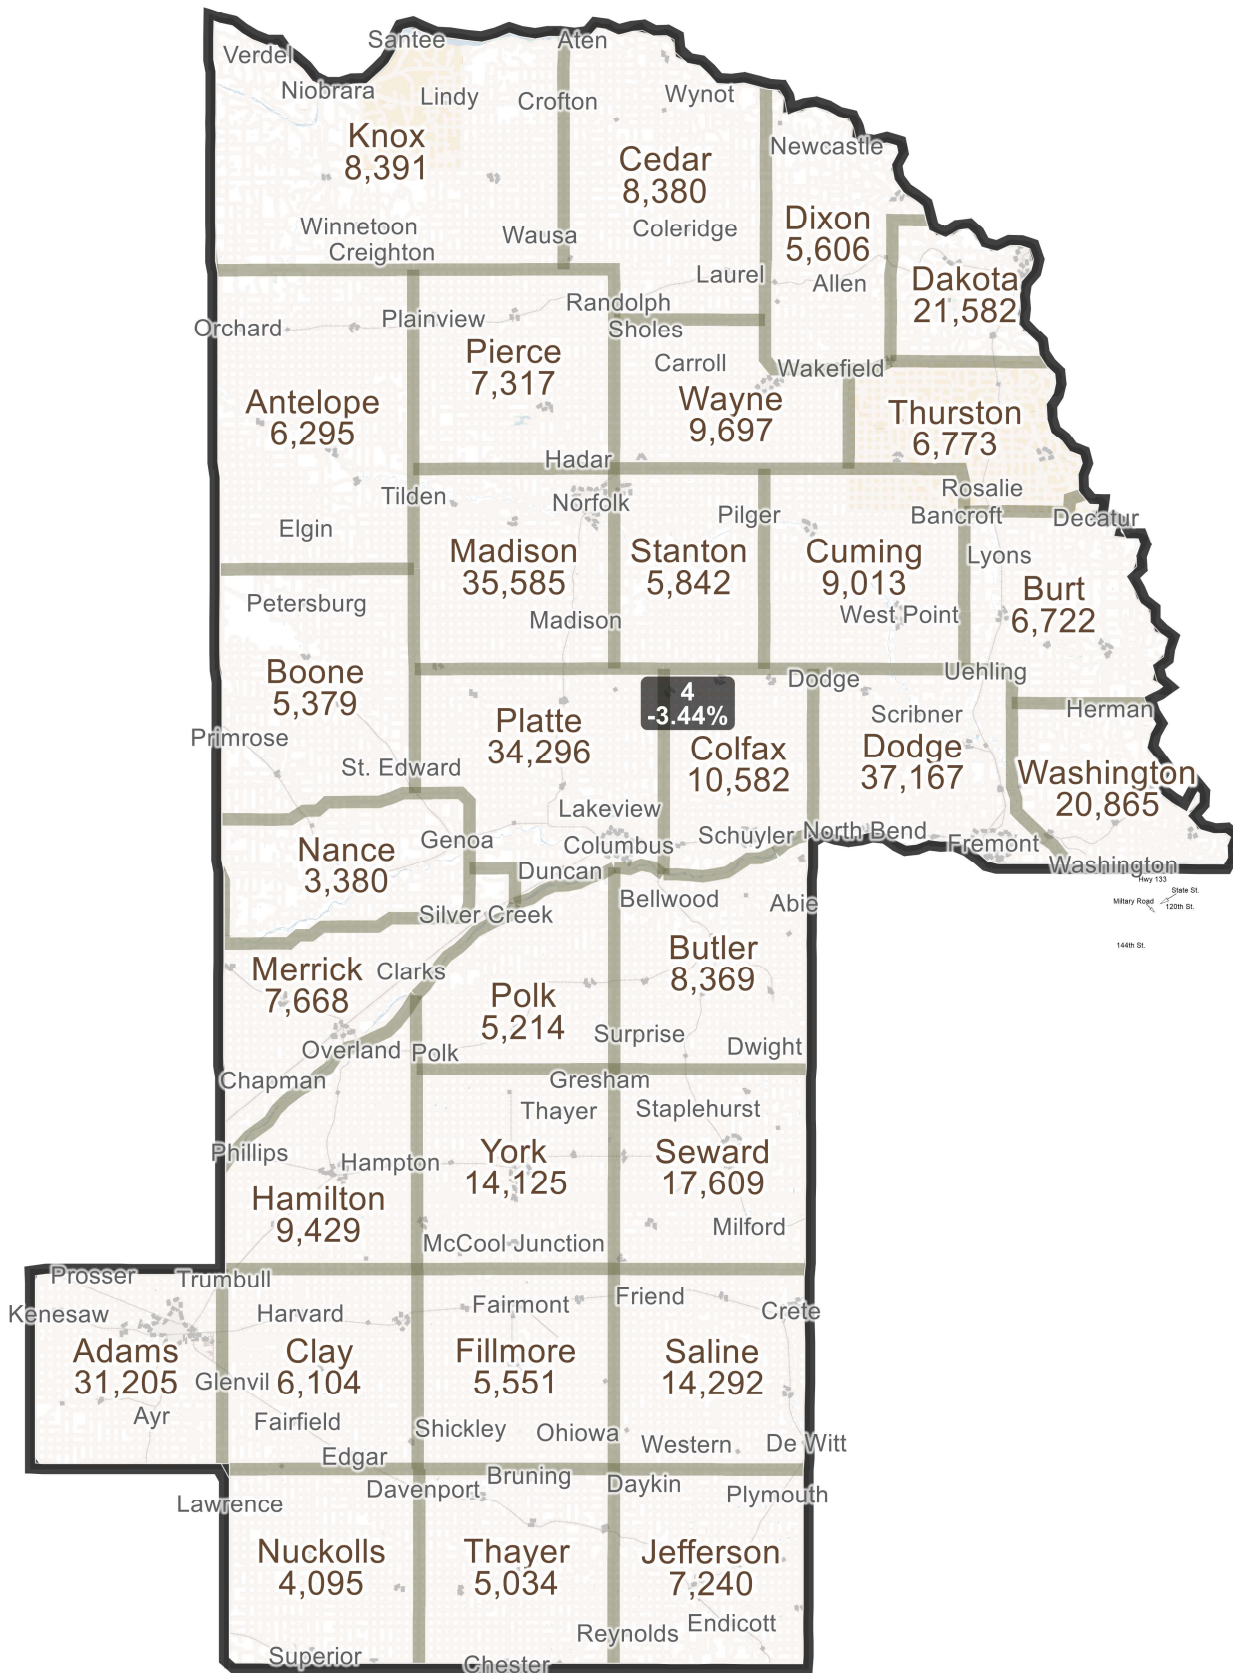 Verdel
Santee
Aten
Niobrara
Lindy
Crofton
Wynot
Knox
8,391
Cedar
8,380
Newcastle
Dixon
5,606
Winnetoon
Creighton
Wausa
Coleridge
Laurel
Allen
Dakota
21,582
Orchard
Plainview
Randolph
Sholes
Pierce
7,317
Carroll
Wakefield
Antelope
6,295
Wayne
9,697
Thurston
6,773
Hadar
Tilden
Norfolk
Pilger
Rosalie
Bancroft
Decatur
Elgin
Madison
35,585
Stanton
5,842
Cuming
9,013
Lyons
Burt
6,722
Petersburg
Madison
West Point
Boone
5,379
Uehling
Dodge
4
-3.44%
Platte
34,296
Scribner
Herman
Primrose
St. Edward
Colfax
10,582
Dodge
37,167
Washington
20,865
Lakeview
Genoa
Columbus
Schuyler
North Bend
Fremont
Washington
Nance
3,380
Duncan
Hwy 133
State St.
Miltary Road
120th St.
144th St.
Silver Creek
Bellwood
Abie
Merrick
7,668
Clarks
Butler
8,369
Polk
5,214
Overland
Polk
Surprise
Dwight
Chapman
Gresham
Thayer
Staplehurst
Phillips
Hampton
York
14,125
Seward
17,609
Hamilton
9,429
McCool Junction
Milford
Prosser
Trumbull
Kenesaw
Harvard
Fairmont
Friend
Crete
Adams
31,205
Glenvil
Clay
6,104
Fillmore
5,551
Saline
14,292
Ayr
Fairfield
Shickley
Ohiowa
Western
De Witt
Edgar
Lawrence
Davenport
Bruning
Daykin
Plymouth
Nuckolls
4,095
Thayer
5,034
Jefferson
7,240
Reynolds
Endicott
Superior
Chester